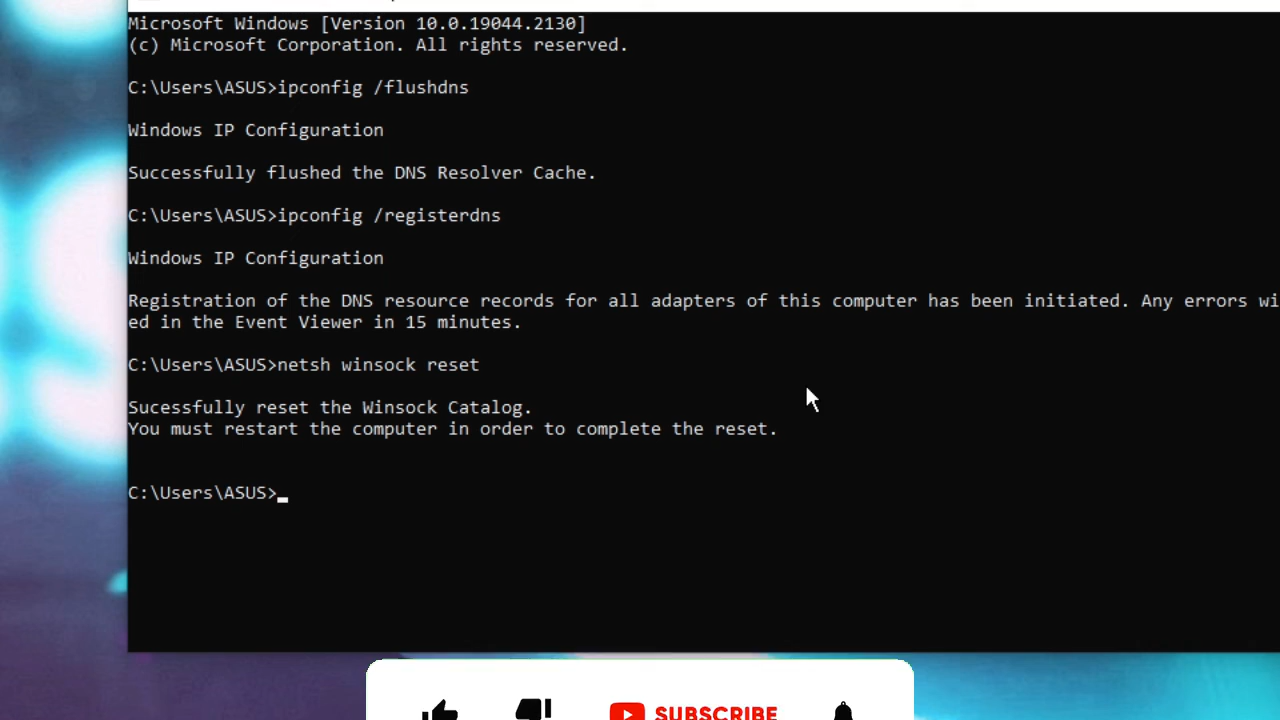 Microsoft Windows [Version 10.0.19044.2130]
(c) Microsoft Corporation. All rights reserved.
C:\Users\ASUS>ipconfig /flushdns
Windows IP Configuration
Successfully flushed the DNS Resolver Cache.
C:\Users\ASUS>ipconfig /registerdns
Windows IP Configuration
Registration of the DNS resource records for all adapters of this computer has been initiated. Any errors wi
ed in the Event Viewer in 15 minutes.
C:\Users\ASUS>netsh winsock reset
Sucessfully reset the Winsock Catalog.
You must restart the computer in order to complete the reset.
C:\Users\ASUS>
SUBSCRIBE